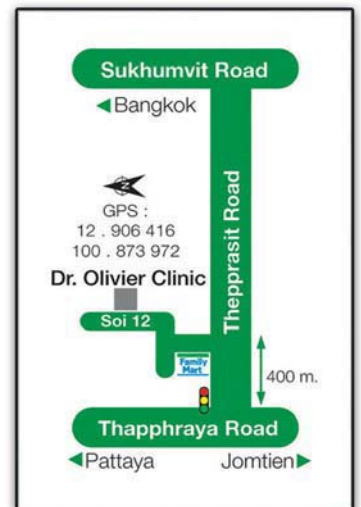 Sukhumvit Road
◄Bangkok
N
GPS :
12 . 906 416
100 . 873 972
Dr. Olivier Clinic
Soi 12
Thepprasit Road
Family
Mart
400 m.
Thapphraya Road
◄Pattaya Jomtien►